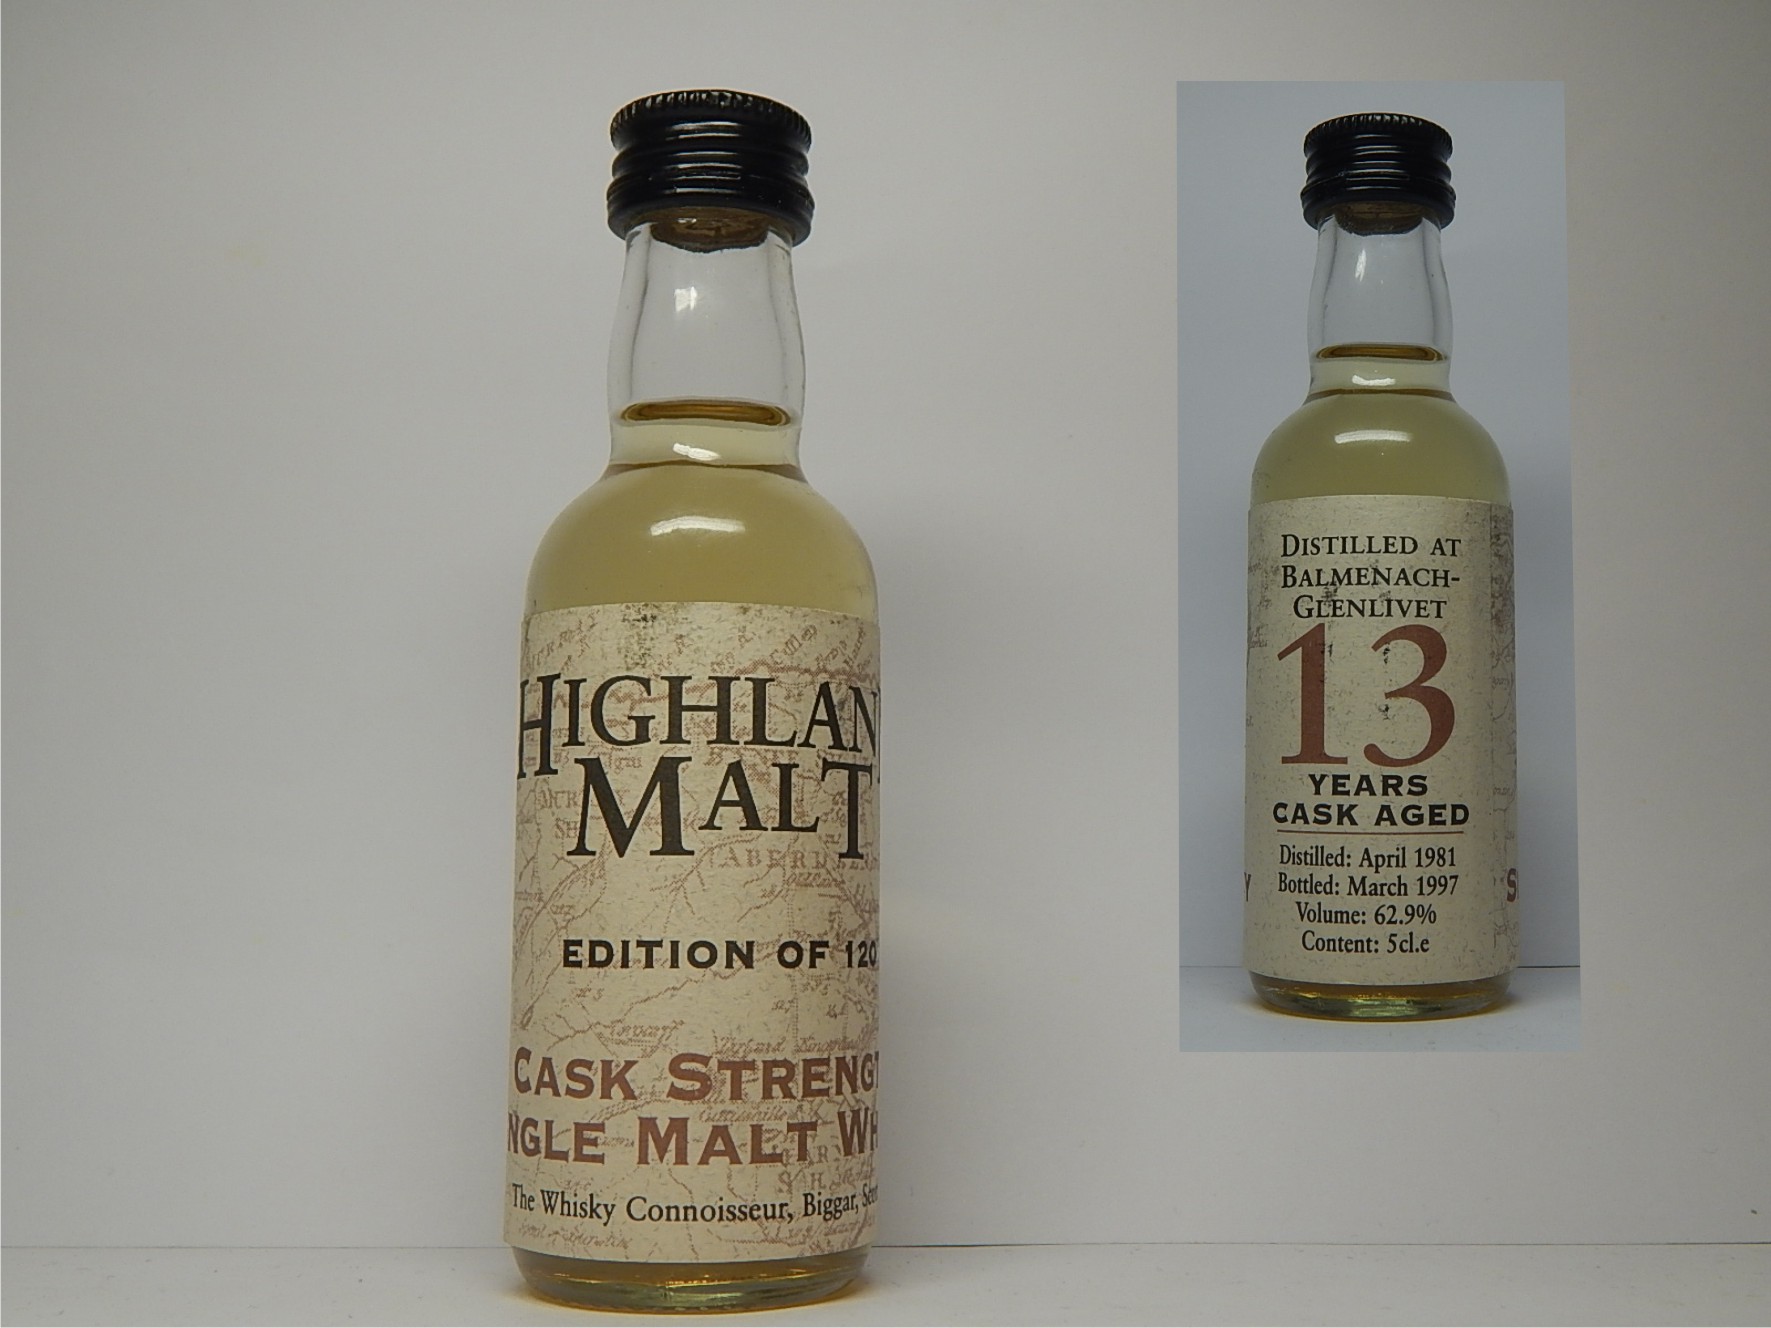 HIGHLAN
MALT
EDITION OF 120
CASK STRENGT
NGLE MALT WH
The Whisky Connoisseur, Biggar,
DISTILLED AT
BALMENACH-
GLENLIVET
13
YEARS
CASK AGED
Distilled: April 1981
Bottled: March 1997
Volume: 62.9%
Content: 5cl.e